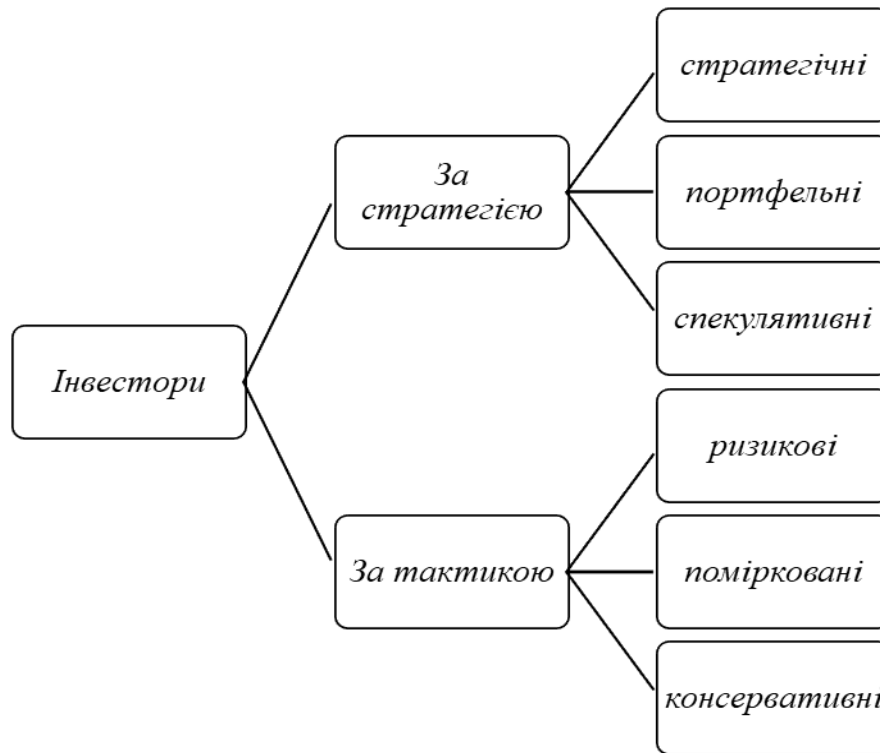 Інвестори
За
стратегією
стратегічні
портфельні
спекулятивні
За тактикою
ризикові
помірковані
консервативні